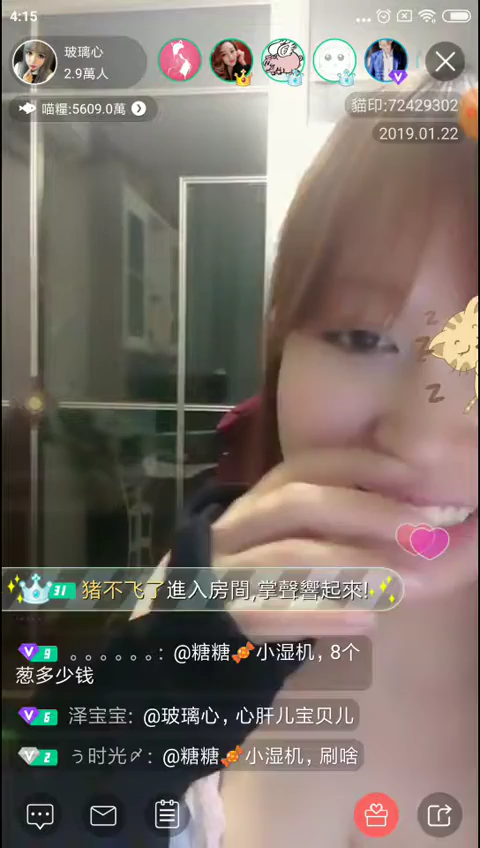 4:15
玻璃心
2.9萬人
喵糧:5609.0萬
貓印:72429302
2019.01.22
z
z
z
31 猪不飞了進入房間,掌聲響起來!
V 9 。。。。。。: @糖糖🍬小湿机, 8个
葱多少钱
V 6 泽宝宝: @玻璃心, 心肝儿宝贝儿
V 2 ぅ时光〆: @糖糖🍬小湿机, 刷啥